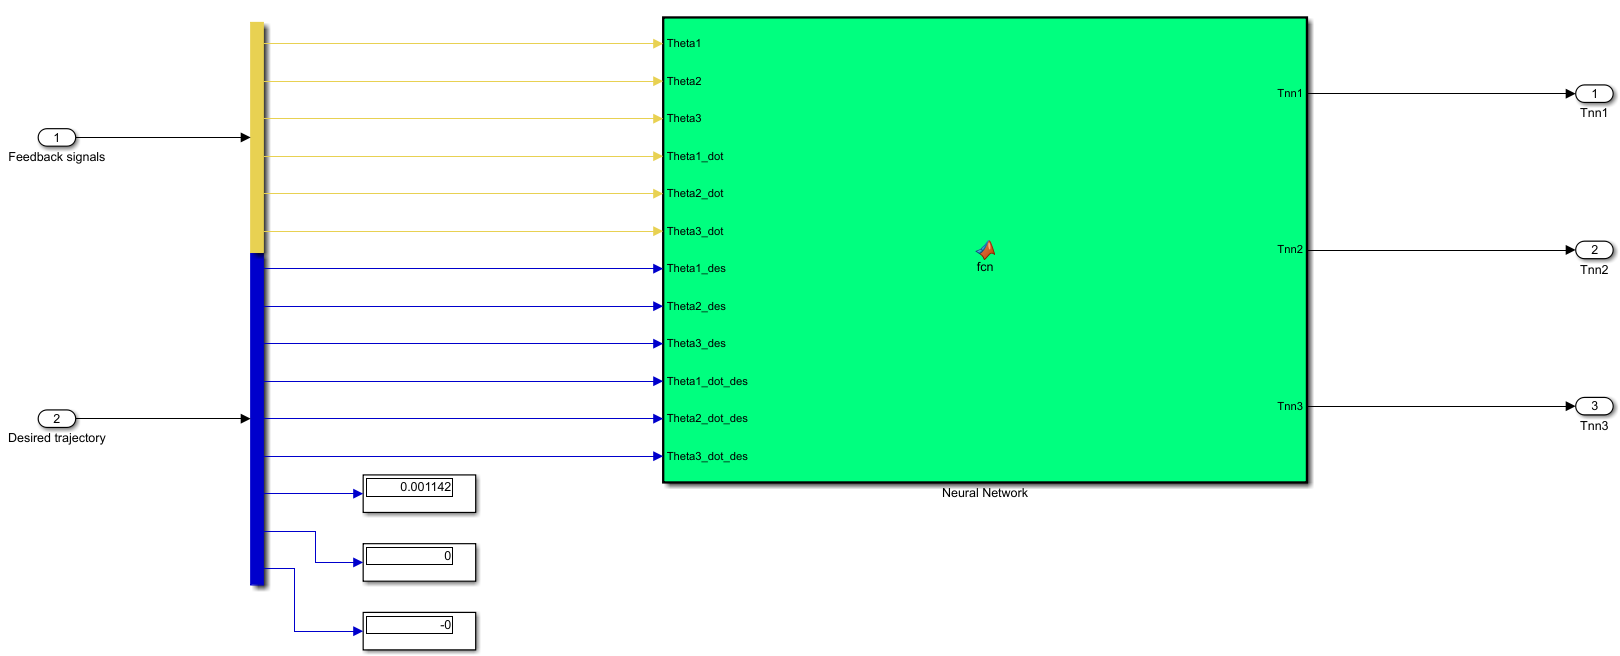 Theta1
Theta2
Tnn1
1
Tnn1
Theta3
1
Feedback signals
Theta1_dot
Theta2_dot
Theta3_dot
Tnn2
2
Tnn2
fcn
Theta1_des
Theta2_des
Theta3_des
Theta1_dot_des
Tnn3
3
Tnn3
2
Desired trajectory
Theta2_dot_des
Theta3_dot_des
0.001142
Neural Network
0
-0